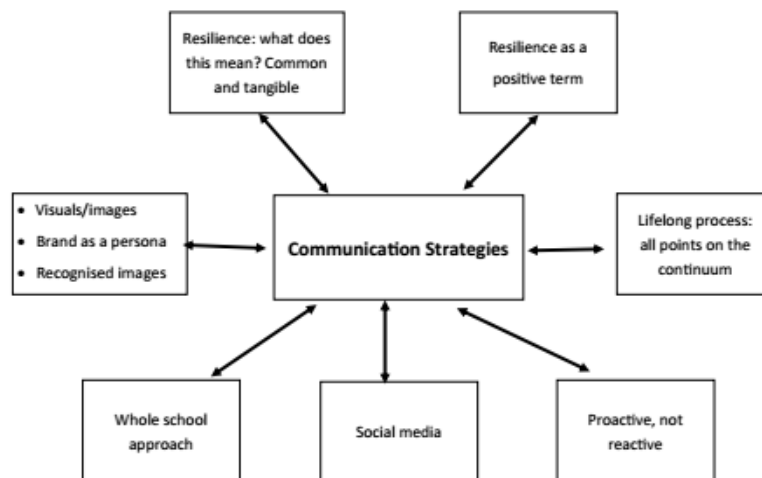 Resilience: what does
this mean? Common
and tangible
Resilience as a
positive term
• Visuals/images
• Brand as a persona
• Recognised images
Communication Strategies
Lifelong process:
all points on the
continuum
Whole school
approach
Social media
Proactive, not
reactive